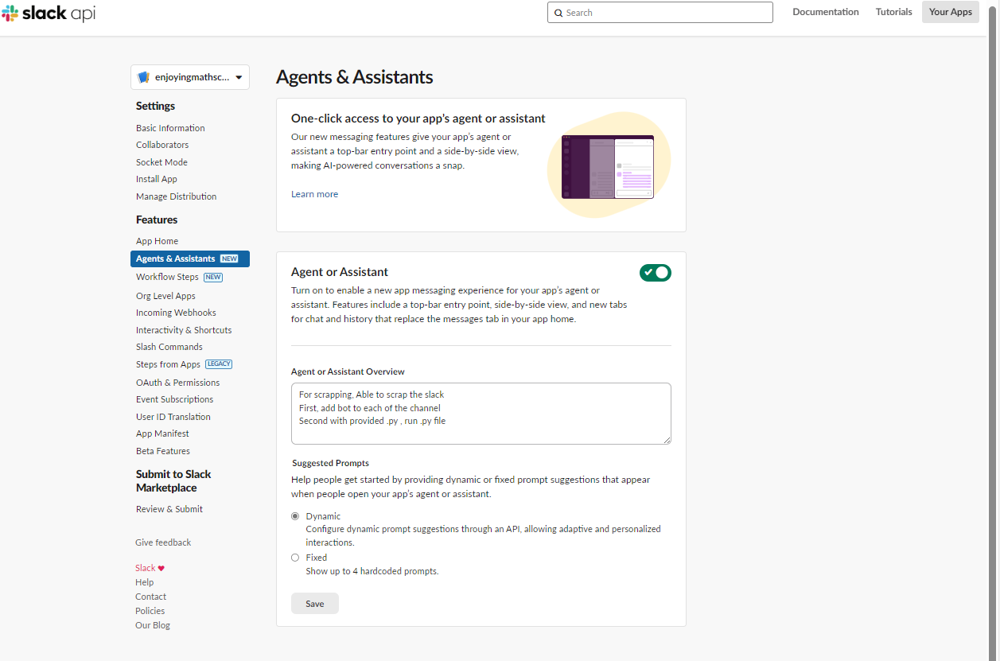 slack api
Search
Documentation
Tutorials
Your Apps
enjoyingmathsc...
Settings
Basic Information
Collaborators
Socket Mode
Install App
Manage Distribution
Features
App Home
Agents & Assistants NEW
Workflow Steps NEW
Org Level Apps
Incoming Webhooks
Interactivity & Shortcuts
Slash Commands
Steps from Apps LEGACY
OAuth & Permissions
Event Subscriptions
User ID Translation
App Manifest
Beta Features
Submit to Slack
Marketplace
Review & Submit
Give feedback
Slack
Help
Contact
Policies
Our Blog
Agents & Assistants
One-click access to your app's agent or assistant
Our new messaging features give your app's agent or
assistant a top-bar entry point and a side-by-side view,
making AI-powered conversations a snap.
Learn more
Agent or Assistant
Turn on to enable a new app messaging experience for your app's agent or
assistant. Features include a top-bar entry point, side-by-side view, and new tabs
for chat and history that replace the messages tab in your app home.
Agent or Assistant Overview
For scrapping, Able to scrap the slack
First, add bot to each of the channel
Second with provided .py , run .py file
Suggested Prompts
Help people get started by providing dynamic or fixed prompt suggestions that appear
when people open your app's agent or assistant.
Dynamic
Configure dynamic prompt suggestions through an API, allowing adaptive and personalized
interactions.
Fixed
Show up to 4 hardcoded prompts.
Save